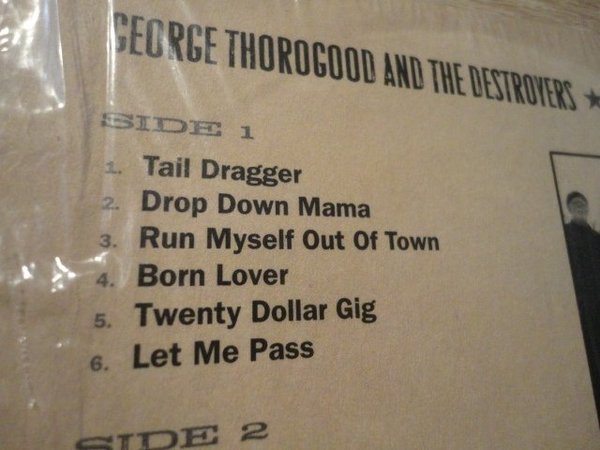 GEORGE THOROGOOD AND THE DESTROYERS ★
SIDE 1
1. Tail Dragger
2. Drop Down Mama
3. Run Myself Out Of Town
4. Born Lover
5. Twenty Dollar Gig
6. Let Me Pass
SIDE 2